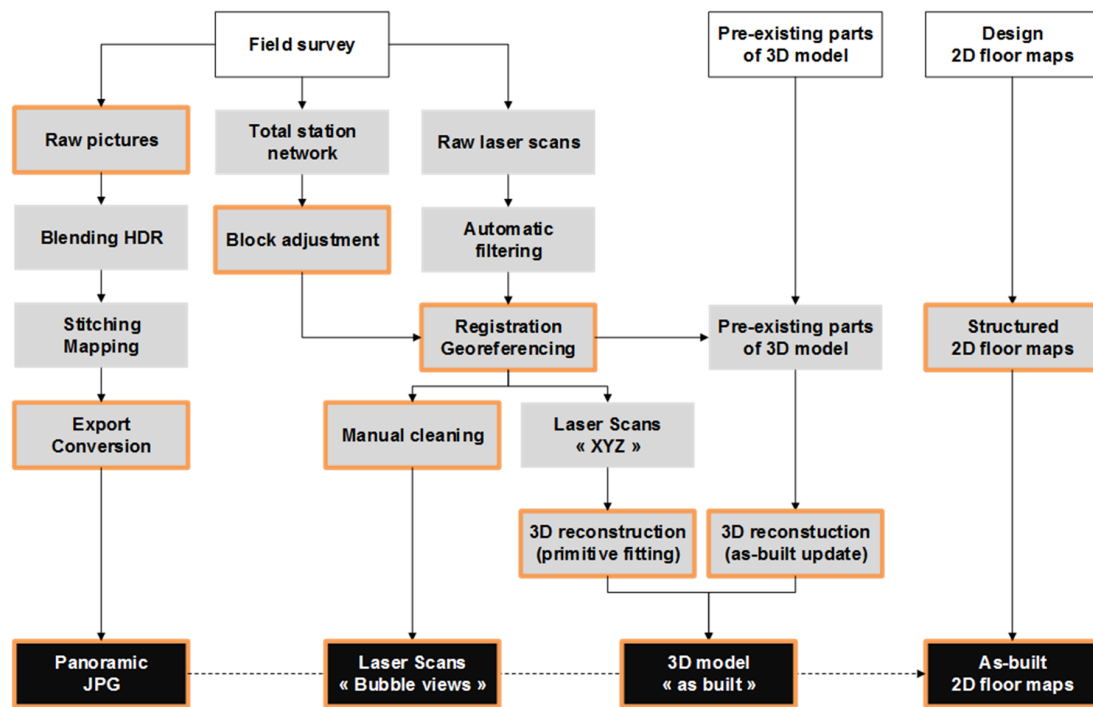 Field survey
Pre-existing parts
of 3D model
Design
2D floor maps
Raw pictures
Total station
network
Raw laser scans
Blending HDR
Block adjustment
Automatic
filtering
Stitching
Mapping
Registration
Georeferencing
Pre-existing parts
of 3D model
Structured
2D floor maps
Export
Conversion
Manual cleaning
Laser Scans
« XYZ »
3D reconstruction
(primitive fitting)
3D reconstuction
(as-built update)
Panoramic
JPG
Laser Scans
« Bubble views »
3D model
« as built »
As-built
2D floor maps